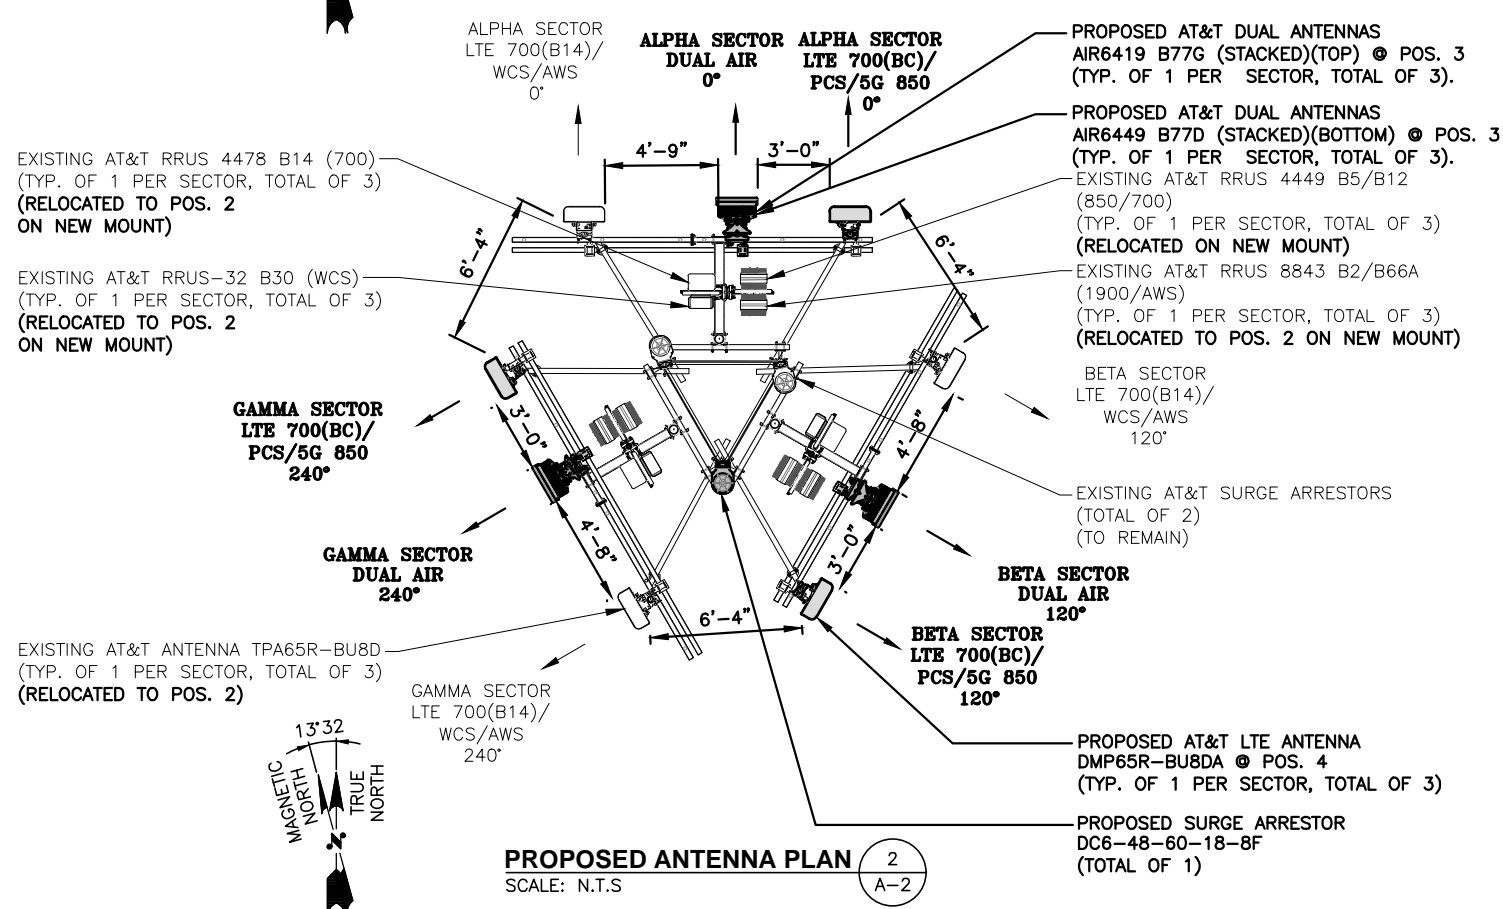 ALPHA SECTOR
LTE 700(B14)/
WCS/AWS
0°
ALPHA SECTOR
DUAL AIR
0°
ALPHA SECTOR
LTE 700(BC)/
PCS/5G 850
0°
PROPOSED AT&T DUAL ANTENNAS
AIR6419 B77G (STACKED)(TOP) @ POS. 3
(TYP. OF 1 PER SECTOR, TOTAL OF 3).
PROPOSED AT&T DUAL ANTENNAS
AIR6449 B77D (STACKED)(BOTTOM) @ POS. 3
(TYP. OF 1 PER SECTOR, TOTAL OF 3).
EXISTING AT&T RRUS 4449 B5/B12
(850/700)
(TYP. OF 1 PER SECTOR, TOTAL OF 3)
(RELOCATED ON NEW MOUNT)
EXISTING AT&T RRUS 8843 B2/B66A
(1900/AWS)
(TYP. OF 1 PER SECTOR, TOTAL OF 3)
(RELOCATED TO POS. 2 ON NEW MOUNT)
EXISTING AT&T RRUS 4478 B14 (700)
(TYP. OF 1 PER SECTOR, TOTAL OF 3)
(RELOCATED TO POS. 2
ON NEW MOUNT)
EXISTING AT&T RRUS-32 B30 (WCS)
(TYP. OF 1 PER SECTOR, TOTAL OF 3)
(RELOCATED TO POS. 2
ON NEW MOUNT)
4'-9"
3'-0"
6'-4"
6'-4"
BETA SECTOR
LTE 700(B14)/
WCS/AWS
120°
GAMMA SECTOR
LTE 700(BC)/
PCS/5G 850
240°
3'-0"
4'-8"
4'-8"
3'-0"
6'-4"
EXISTING AT&T SURGE ARRESTORS
(TOTAL OF 2)
(TO REMAIN)
GAMMA SECTOR
DUAL AIR
240°
BETA SECTOR
DUAL AIR
120°
BETA SECTOR
LTE 700(BC)/
PCS/5G 850
120°
EXISTING AT&T ANTENNA TPA65R-BU8D
(TYP. OF 1 PER SECTOR, TOTAL OF 3)
(RELOCATED TO POS. 2)
GAMMA SECTOR
LTE 700(B14)/
WCS/AWS
240°
13°32
MAGNETIC
NORTH
TRUE
NORTH
N
PROPOSED AT&T LTE ANTENNA
DMP65R-BU8DA @ POS. 4
(TYP. OF 1 PER SECTOR, TOTAL OF 3)
PROPOSED SURGE ARRESTOR
DC6-48-60-18-8F
(TOTAL OF 1)
PROPOSED ANTENNA PLAN
SCALE: N.T.S
2
A-2